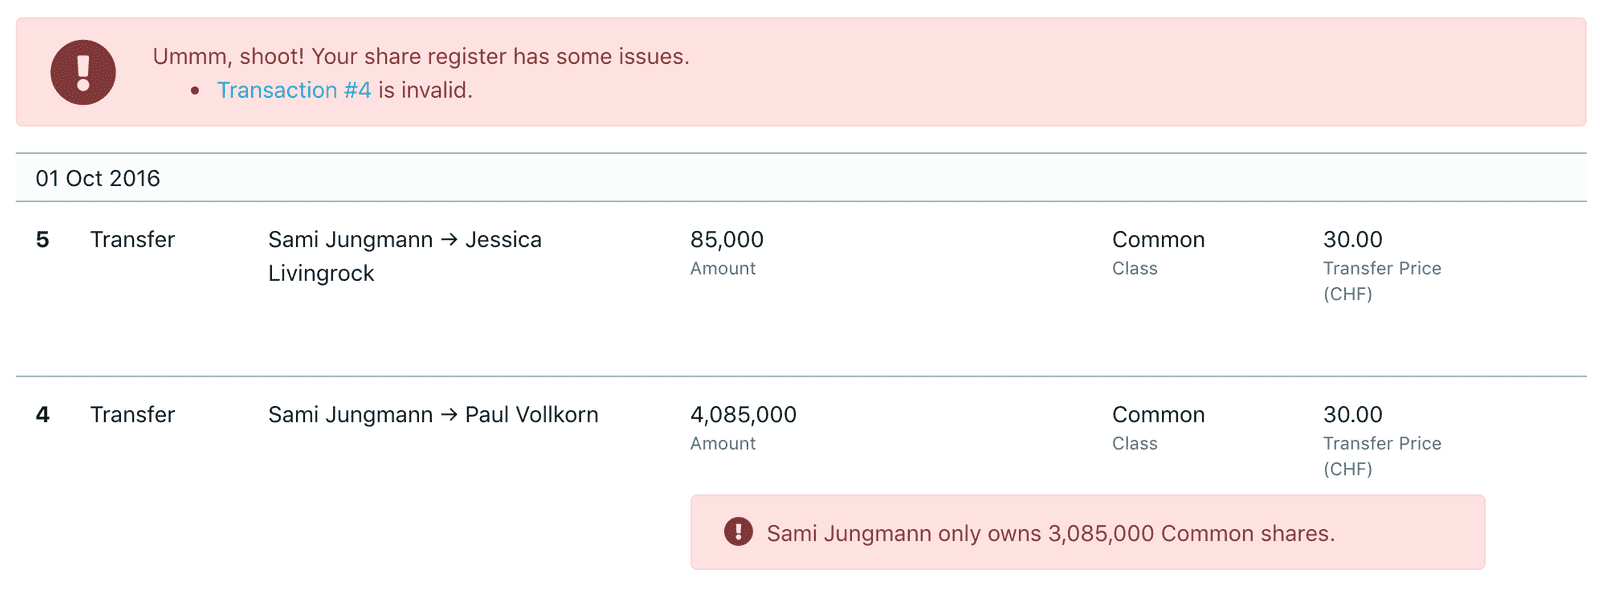 Ummm, shoot! Your share register has some issues.
• Transaction #4 is invalid.
01 Oct 2016
5 Transfer Sami Jungmann → Jessica 85,000 Common 30.00
Livingrock Amount Class Transfer Price
(CHF)
4 Transfer Sami Jungmann → Paul Vollkorn 4,085,000 Common 30.00
Amount Class Transfer Price
(CHF)
Sami Jungmann only owns 3,085,000 Common shares.